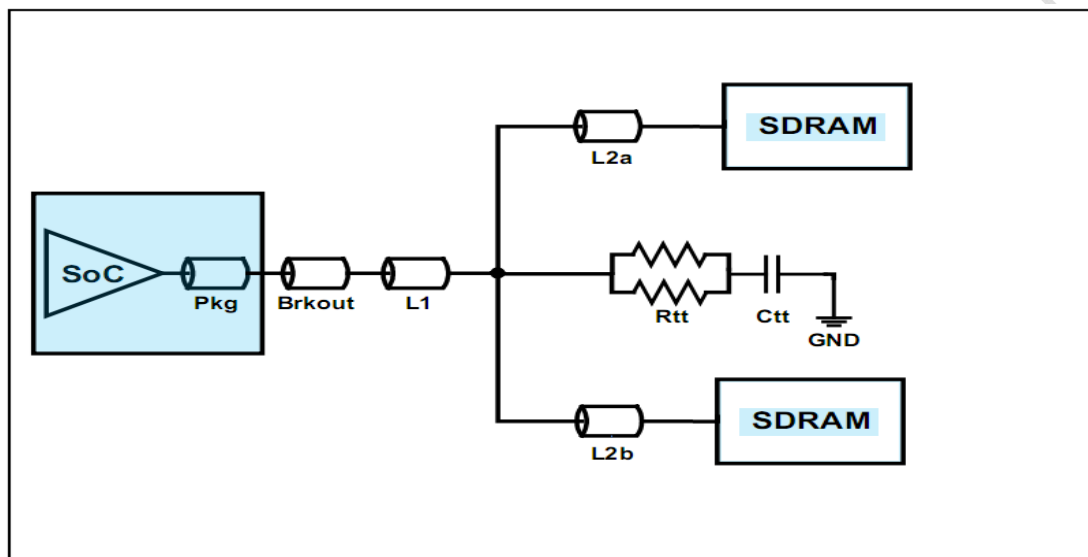 SDRAM
L2a
SoC
Pkg
Brkout
L1
Rtt
Ctt
GND
SDRAM
L2b